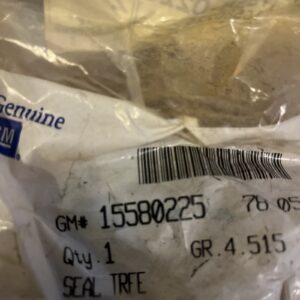 Genuine
GM
GM# 15580225 76 05
Qty.1 GR.4.515
SEAL TRFE